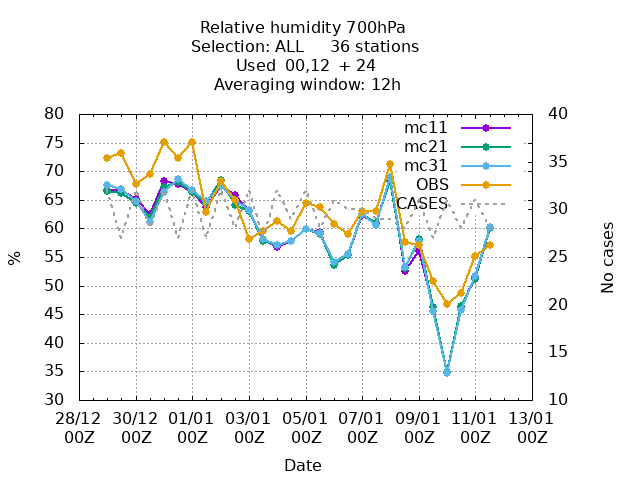 Relative humidity 700hPa
Selection: ALL 36 stations
Used 00,12 + 24
Averaging window: 12h
80
75
70
65
60
55
50
45
40
35
30
%
40
35
30
25
20
15
10
No cases
mc11
mc21
mc31
OBS
CASES
28/12 30/12 01/01 03/01 05/01 07/01 09/01 11/01 13/01
00Z 00Z 00Z 00Z 00Z 00Z 00Z 00Z 00Z
Date